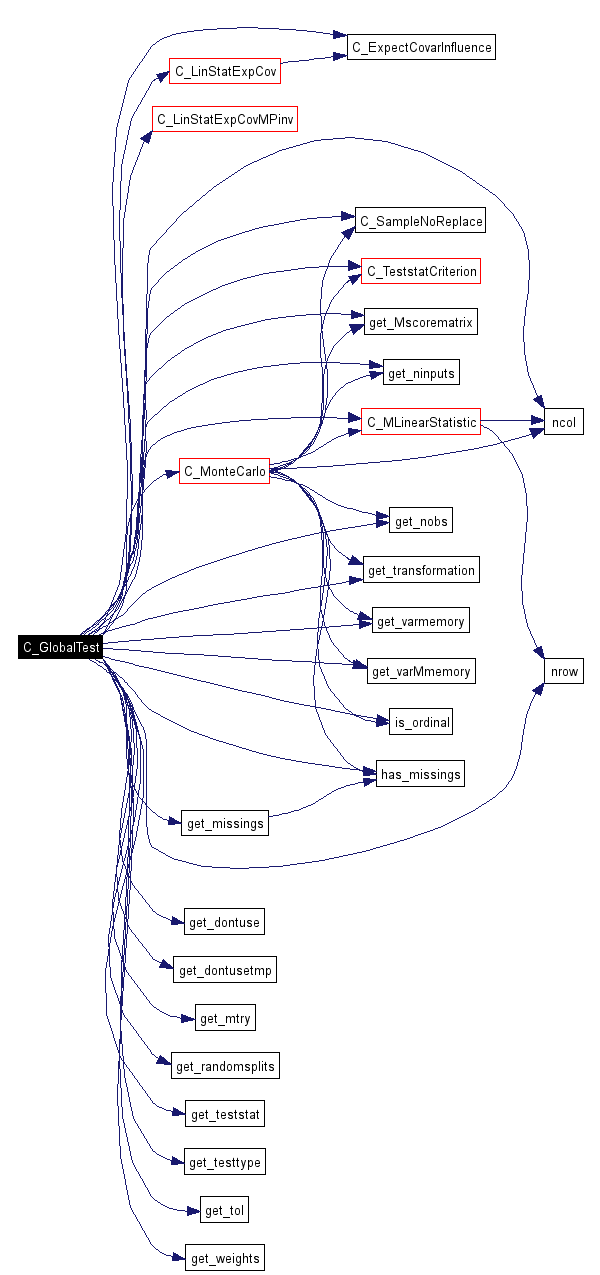 C_ExpectCovarInfluence
C_LinStatExpCov
C_LinStatExpCovMPinv
C_SampleNoReplace
C_TeststatCriterion
get_Mscorematrix
get_ninputs
C_MLinearStatistic
ncol
C_MonteCarlo
get_nobs
get_transformation
get_varmemory
C_GlobalTest
get_varMmemory
nrow
is_ordinal
has_missings
get_missings
get_dontuse
get_dontusetmp
get_mtry
get_randomsplits
get_teststat
get_testtype
get_tol
get_weights